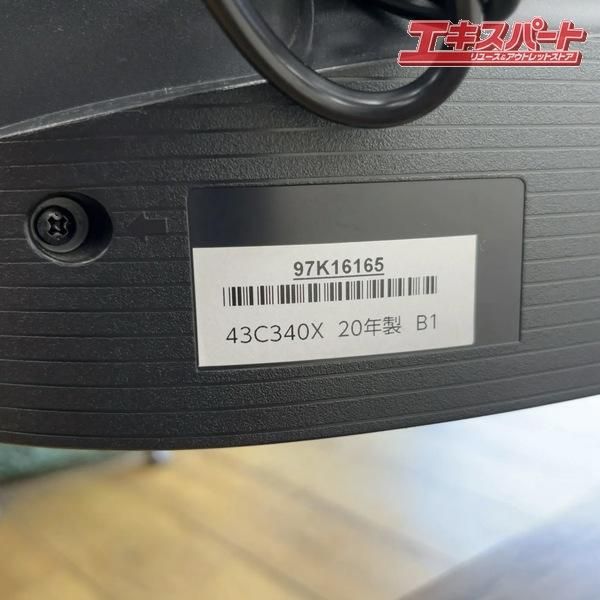 エキスパート
リユース&アウトレットストア
97K16165
43C340X 20年製 B1